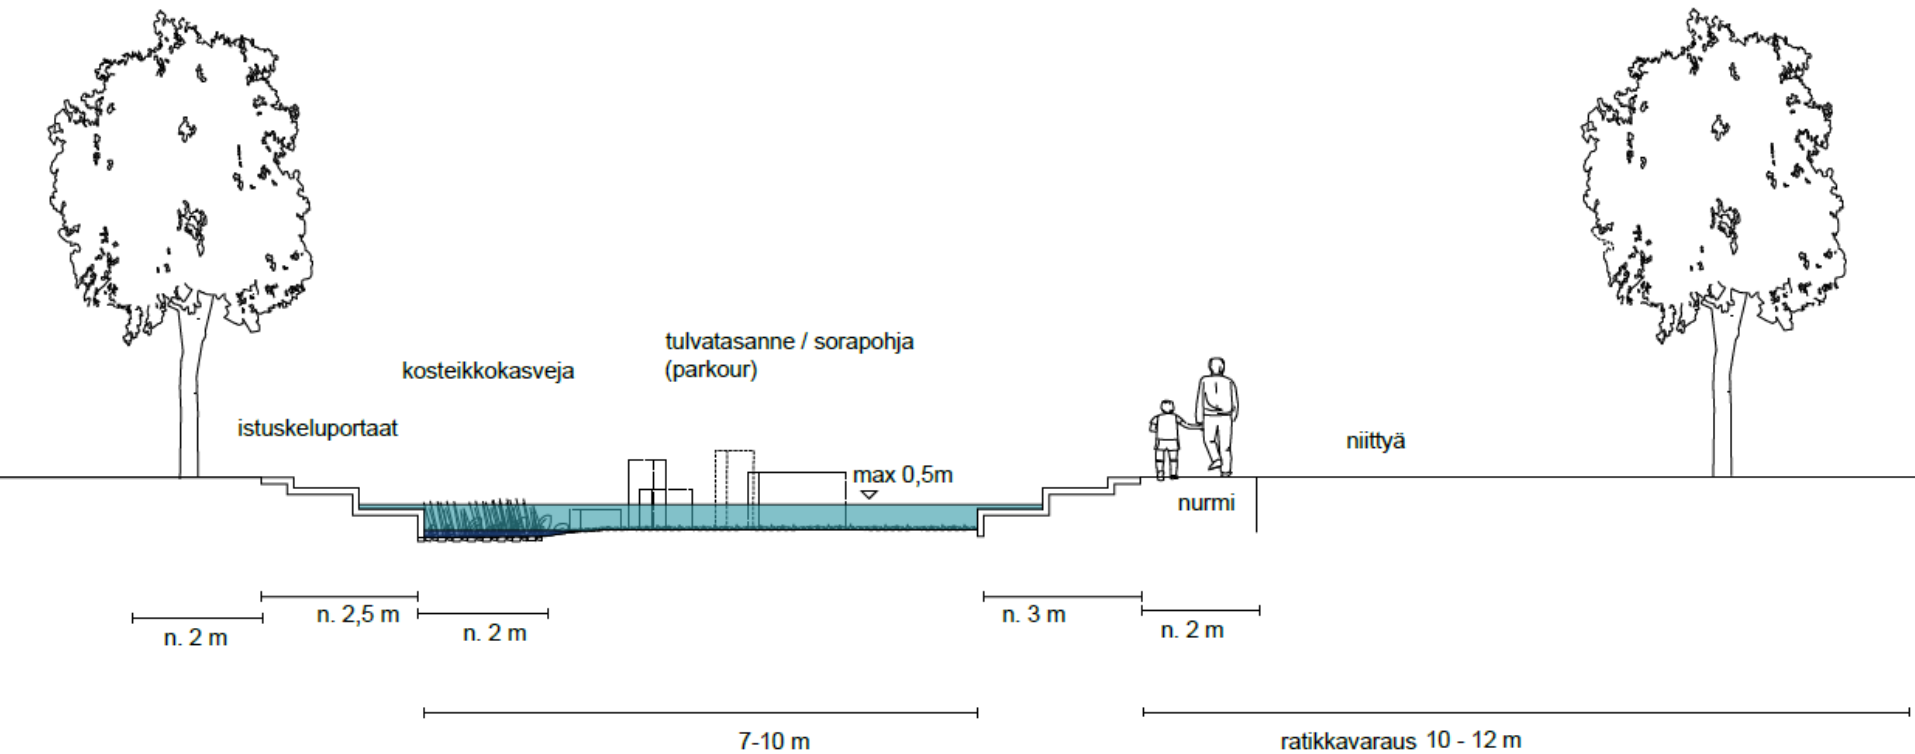 tulvatasanne / sorapohja
(parkour)
kosteikkokasveja
istuskeluportaat
niittyä
max 0,5m
nurmi
n. 2 m
n. 2,5 m
n. 2 m
n. 3 m
n. 2 m
7-10 m
ratikkavaraus 10 - 12 m